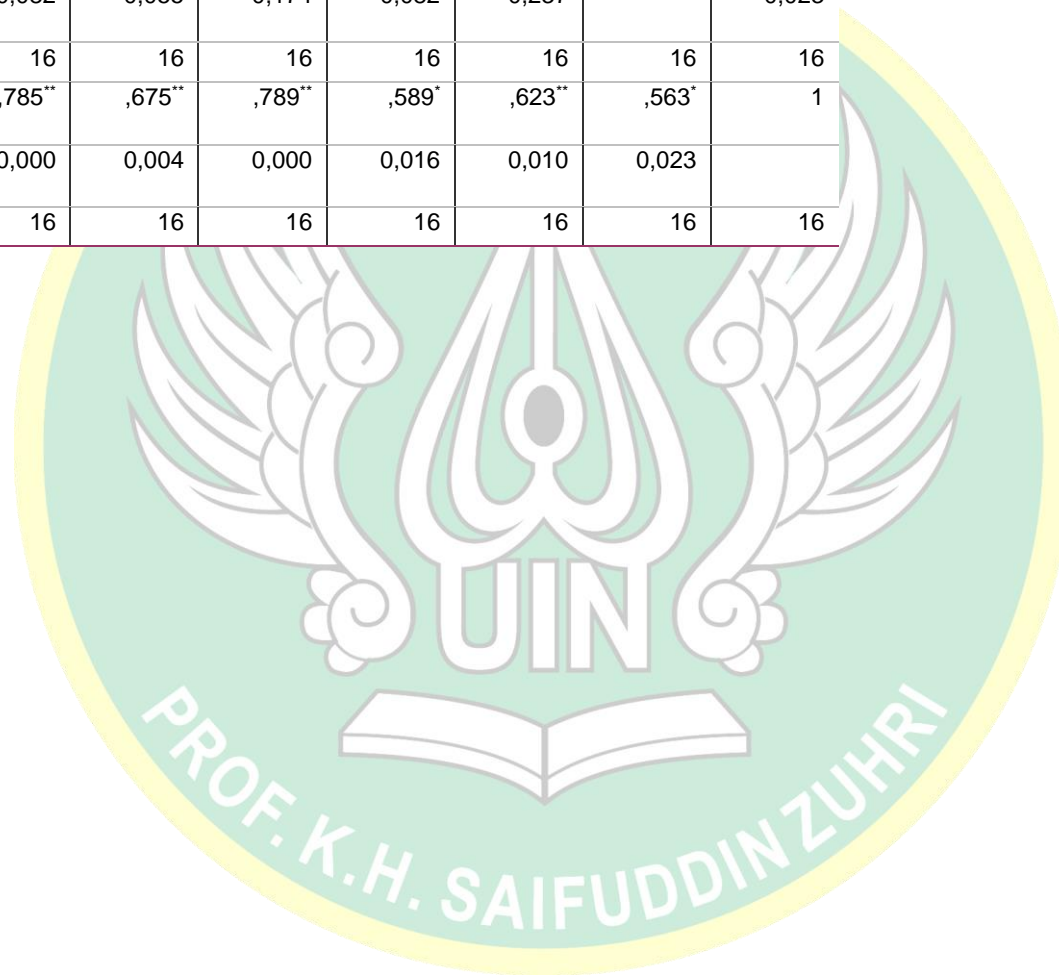 16 16 16 16 16 16 16
,785** ,675** ,789** ,589* ,623** ,563* 1
0,000 0,004 0,000 0,016 0,010 0,023
16 16 16 16 16 16 16
UIN
PROF. K.H. SAIFUDDIN ZUHRI